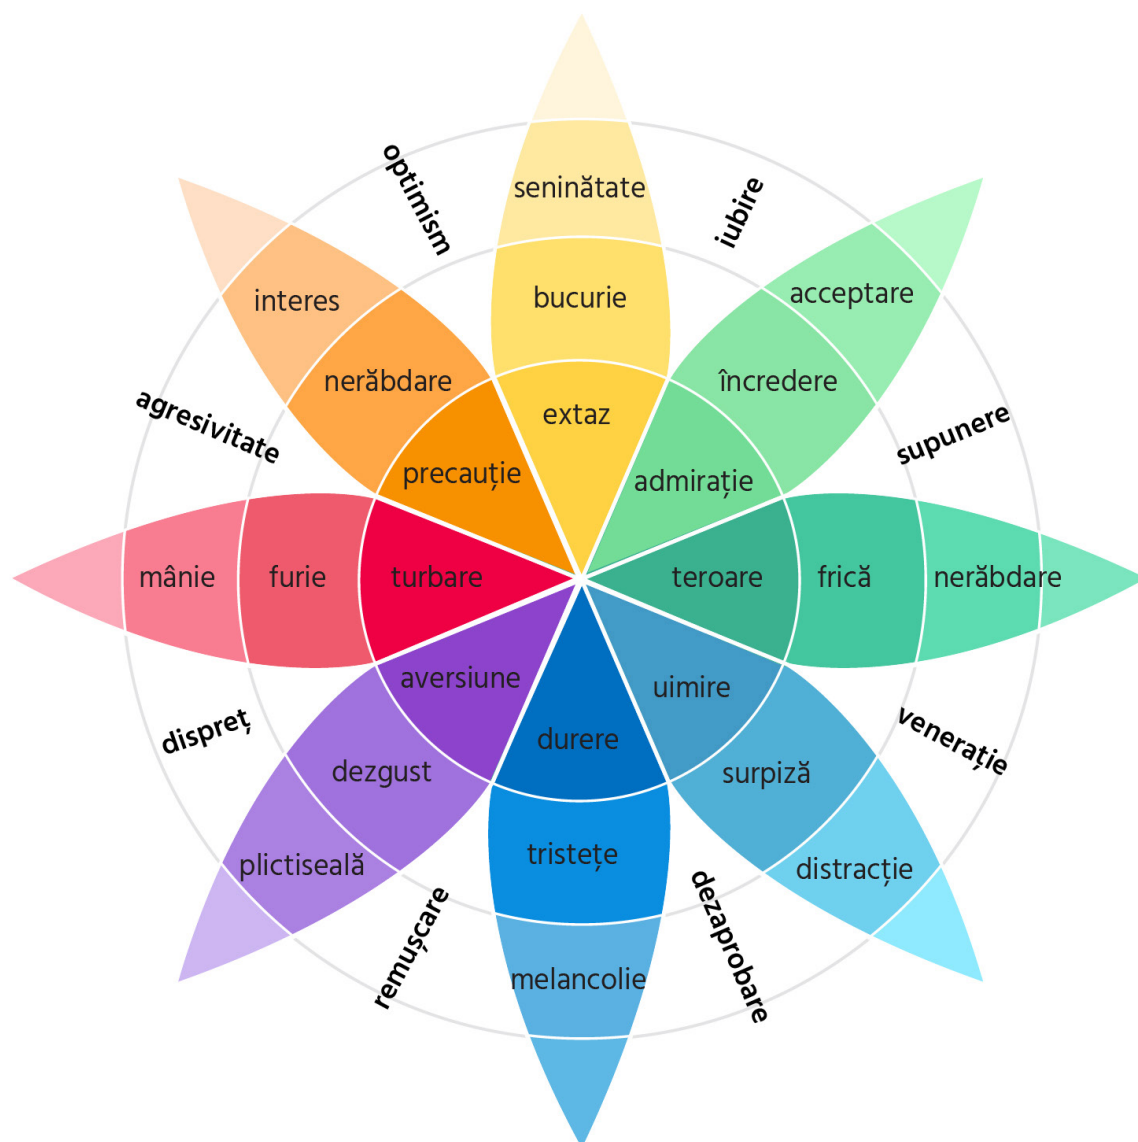 optimism
seninătate
iubire
interes
bucurie
acceptare
nerăbdare
încredere
agresivitate
extaz
supunere
precauție
admirație
mânie
furie
turbare
teroare
frică
nerăbdare
aversiune
uimire
dispreț
durere
venerație
dezgust
surpiză
plictiseală
tristețe
distracție
remușcare
dezaprobare
melancolie